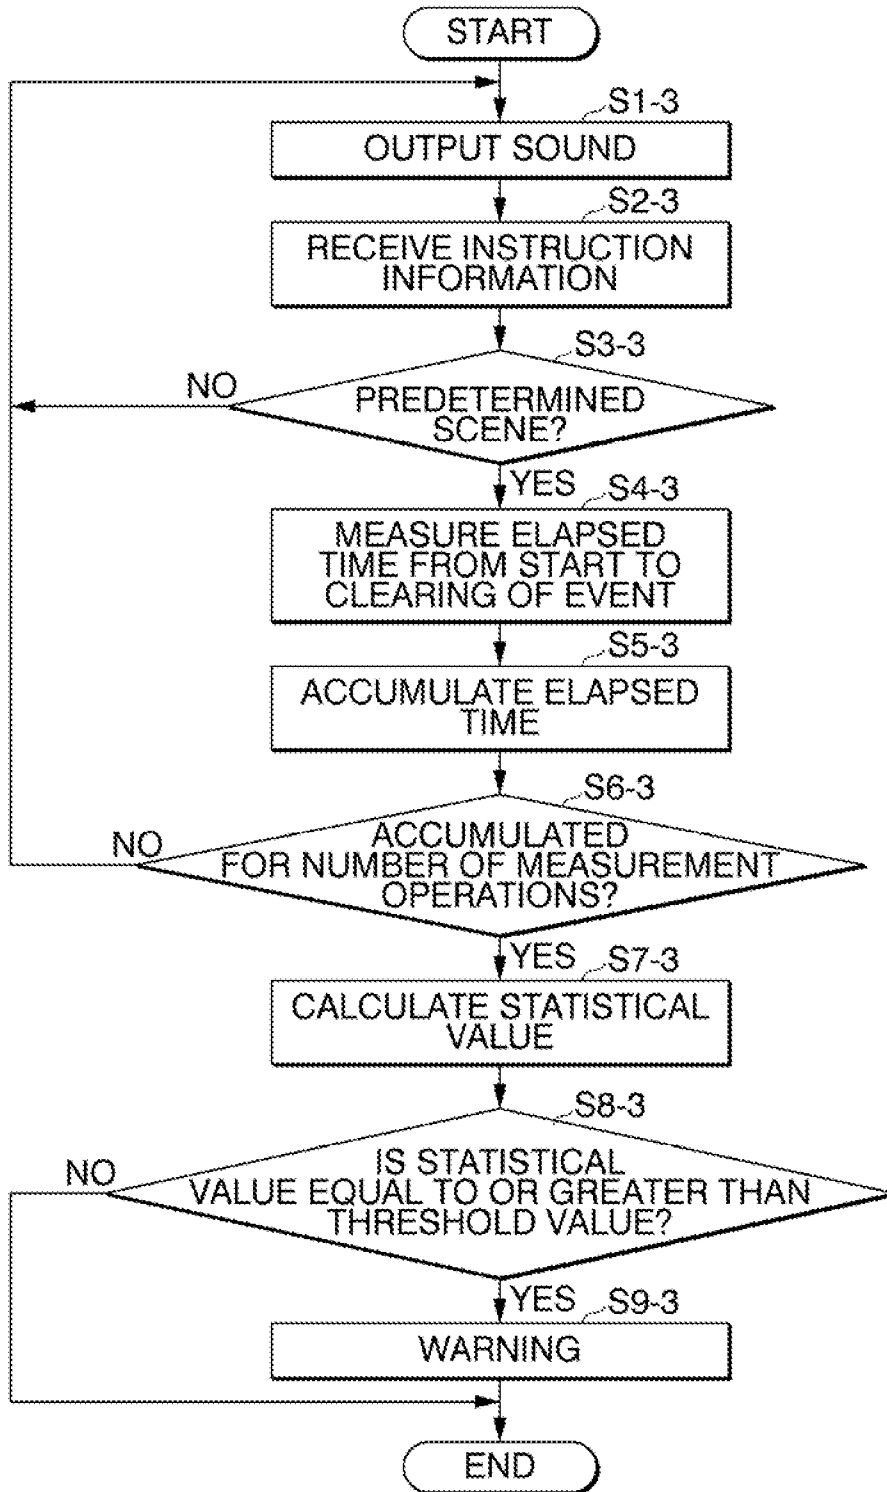 START
S1-3
OUTPUT SOUND
S2-3
RECEIVE INSTRUCTION
INFORMATION
S3-3
NO
PREDETERMINED
SCENE?
YES
S4-3
MEASURE ELAPSED
TIME FROM START TO
CLEARING OF EVENT
S5-3
ACCUMULATE ELAPSED
TIME
S6-3
NO
ACCUMULATED
FOR NUMBER OF MEASUREMENT
OPERATIONS?
YES
S7-3
CALCULATE STATISTICAL
VALUE
S8-3
NO
IS STATISTICAL
VALUE EQUAL TO OR GREATER THAN
THRESHOLD VALUE?
YES
S9-3
WARNING
END